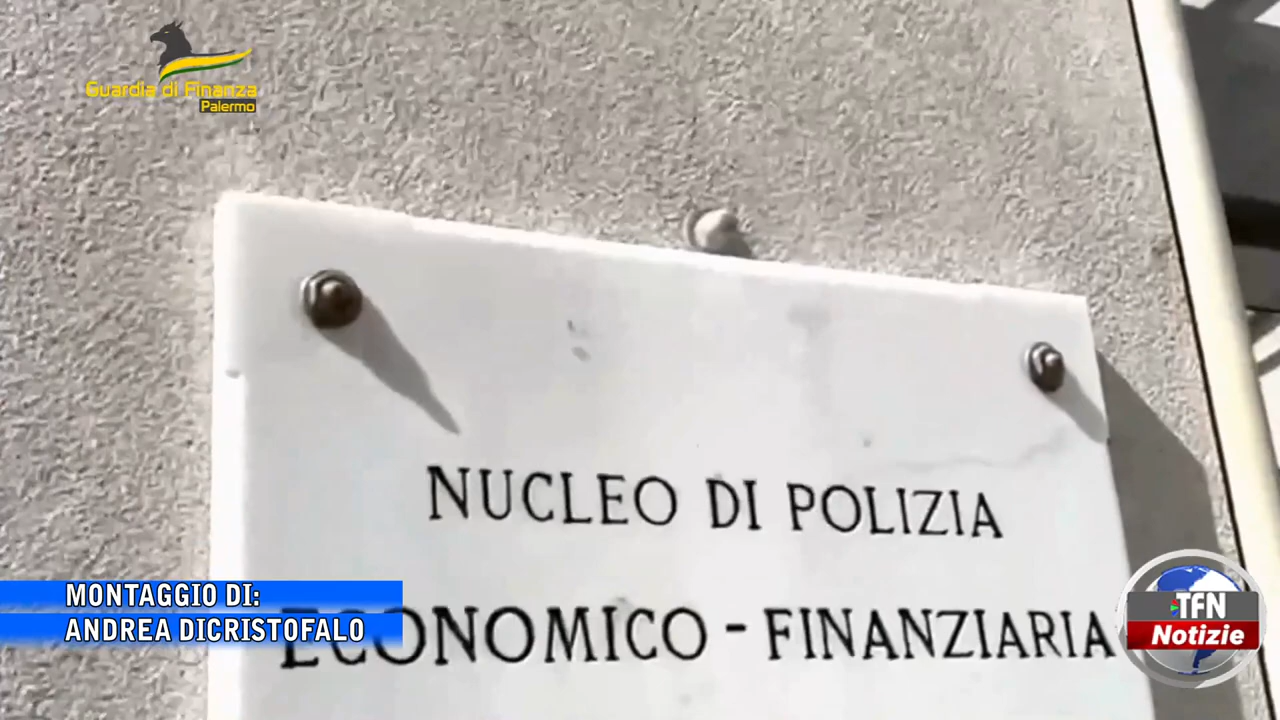 Guardia di Finanza
Palermo
NUCLEO DI POLIZIA
ECONOMICO - FINANZIARIA
MONTAGGIO DI:
ANDREA DICRISTOFALO
TFN
Notizie